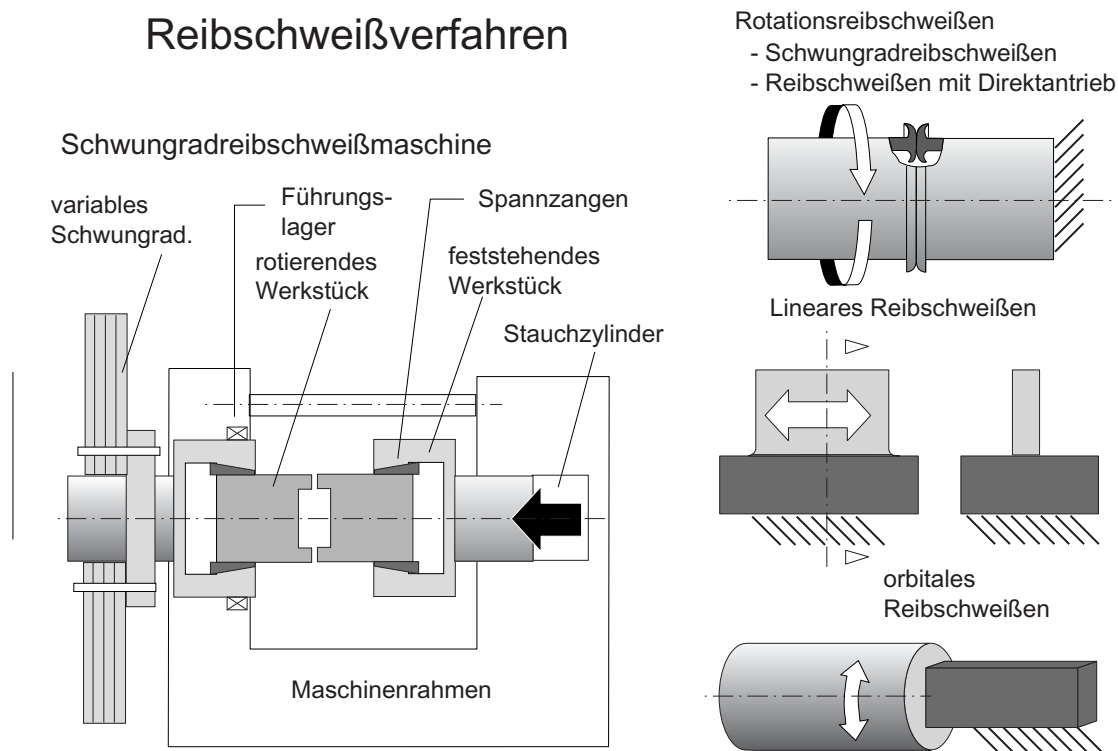 Reibschweißverfahren
Schwungradreibschweißmaschine
variables
Schwungrad.
Führungs-
lager
rotierendes
Werkstück
Spannzangen
feststehendes
Werkstück
Stauchzylinder
Maschinenrahmen
Rotationsreibschweißen
- Schwungradreibschweißen
- Reibschweißen mit Direktantrieb
Lineares Reibschweißen
orbitales
Reibschweißen